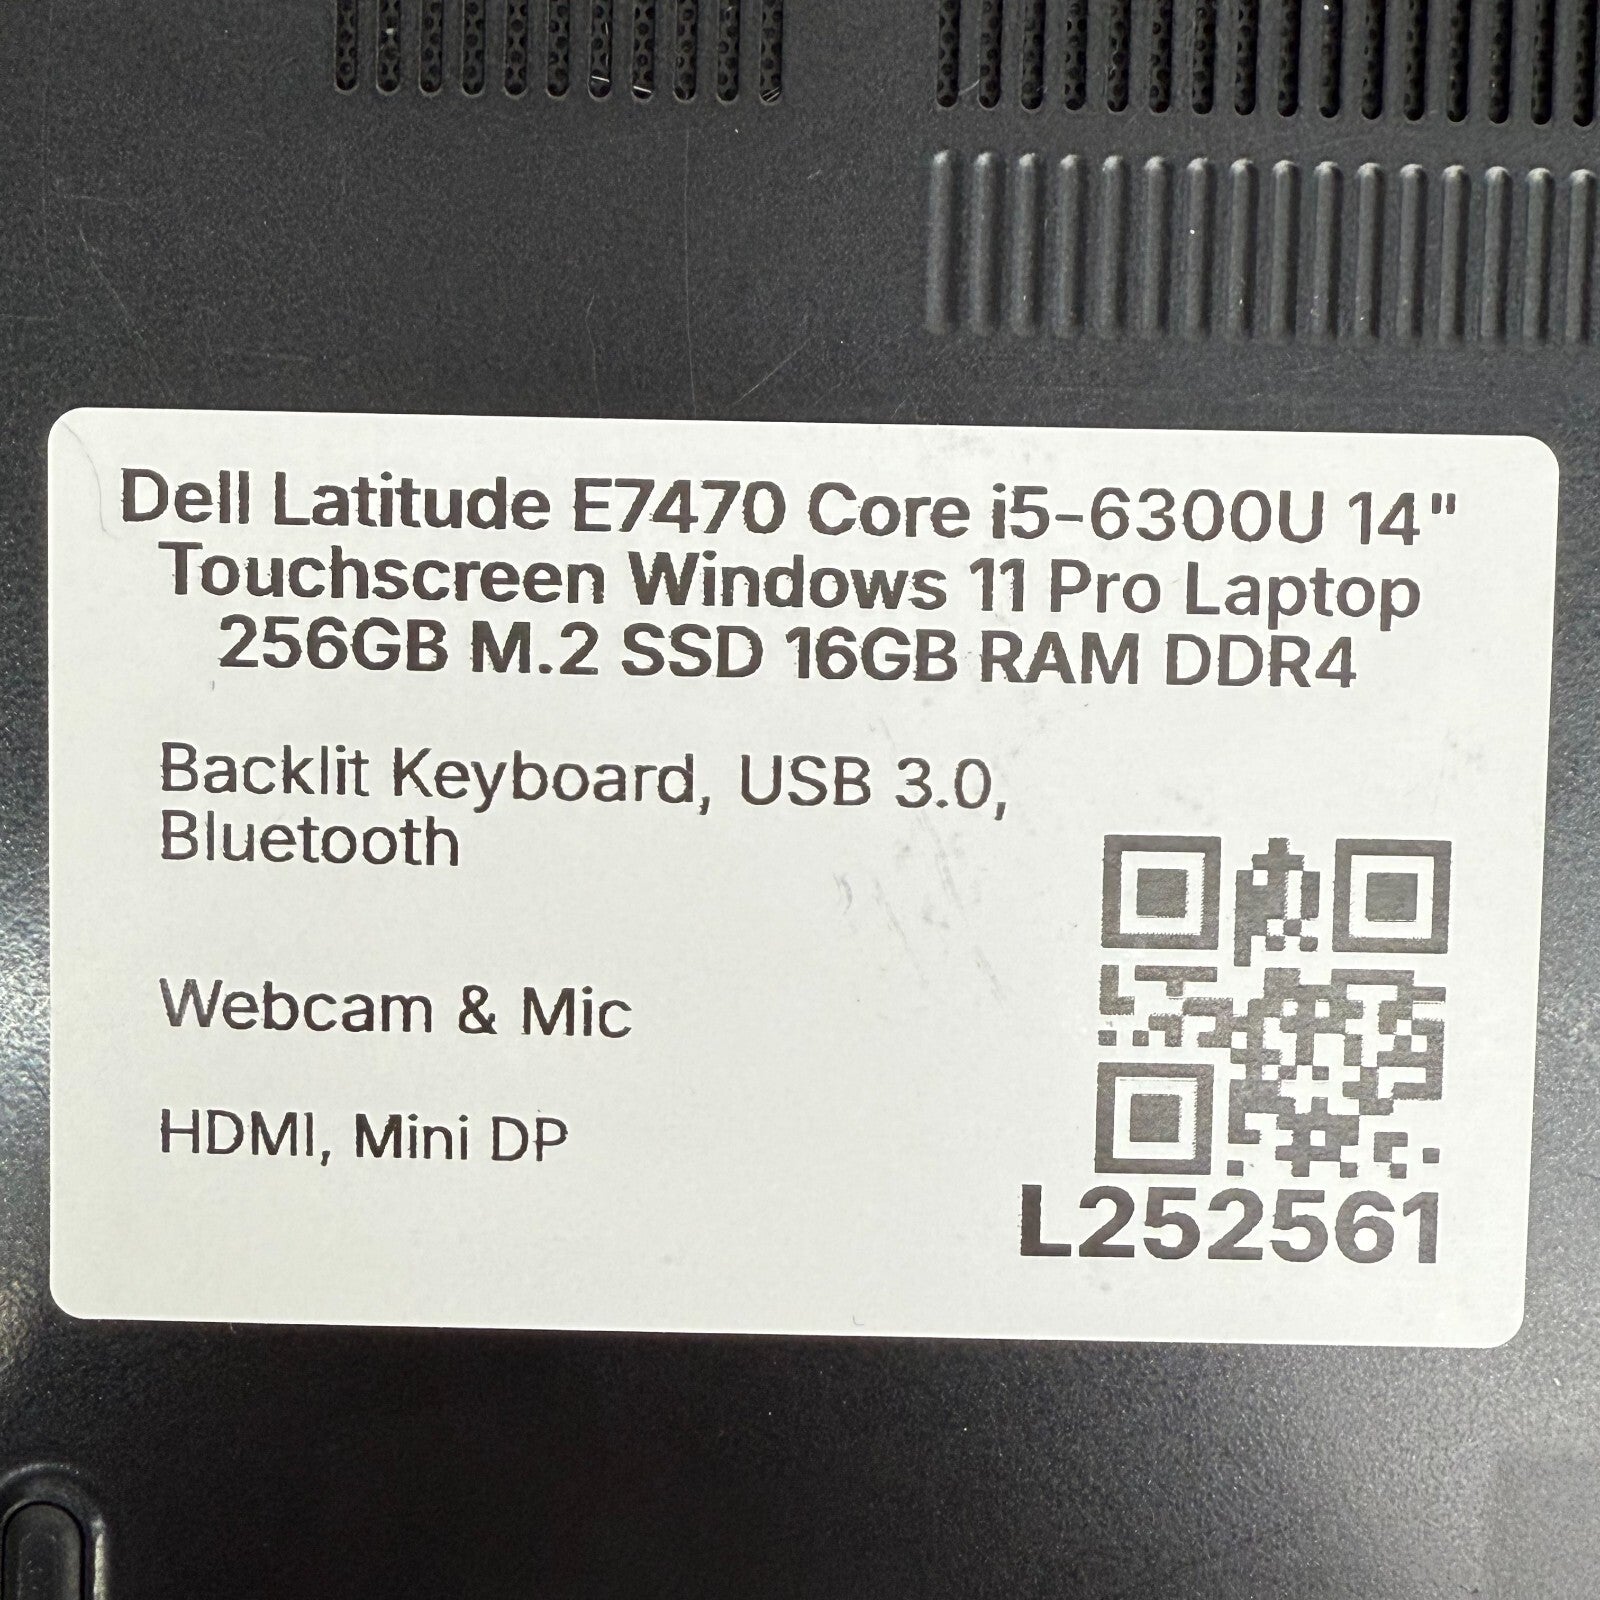 Dell Latitude E7470 Core i5-6300U 14"
Touchscreen Windows 11 Pro Laptop
256GB M.2 SSD 16GB RAM DDR4
Backlit Keyboard, USB 3.0,
Bluetooth
Webcam & Mic
HDMI, Mini DP
L252561